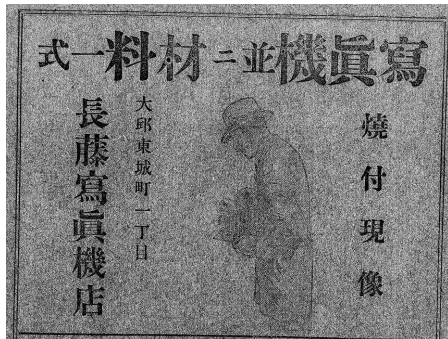 寫眞機並ニ材料一式
燒付現像
大邱東城町一丁目
長藤寫眞機店